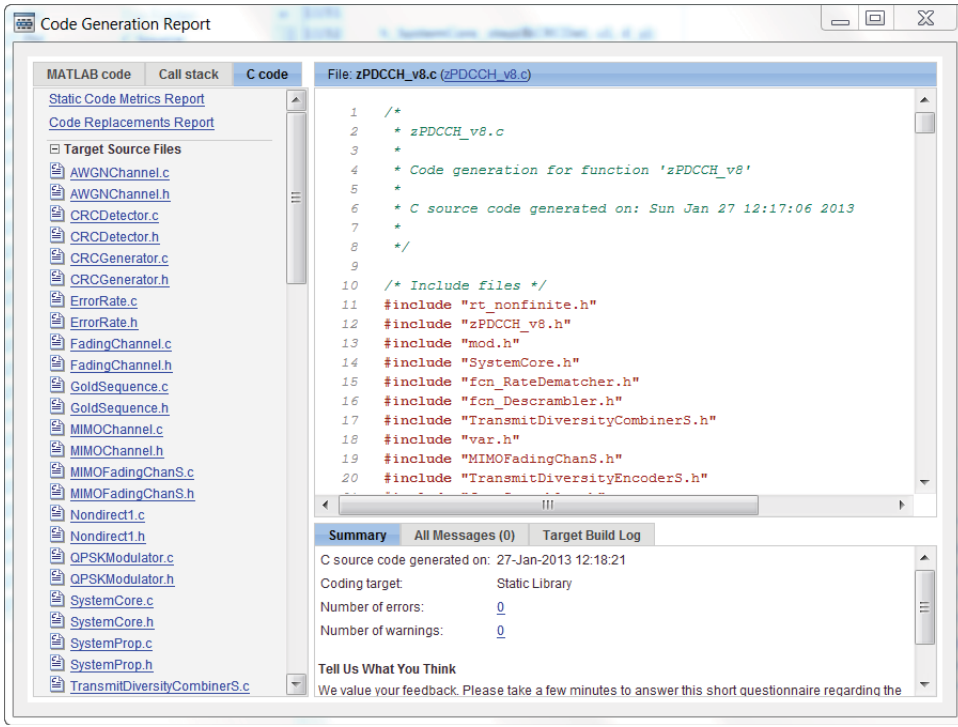 Code Generation Report
MATLAB code Call stack C code
Static Code Metrics Report
Code Replacements Report
Target Source Files
AWGNChannel.c
AWGNChannel.h
CRCDetector.c
CRCDetector.h
CRCGenerator.c
CRCGenerator.h
ErrorRate.c
ErrorRate.h
FadingChannel.c
FadingChannel.h
GoldSequence.c
GoldSequence.h
MIMOChannel.c
MIMOChannel.h
MIMOFadingChanS.c
MIMOFadingChanS.h
Nondirect1.c
Nondirect1.h
QPSKModulator.c
QPSKModulator.h
SystemCore.c
SystemCore.h
SystemProp.c
SystemProp.h
TransmitDiversityCombinerS.c
File: zPDCCH_v8.c (zPDCCH_v8.c)
1 /*
2 * zPDCCH_v8.c
3 *
4 * Code generation for function 'zPDCCH_v8'
5 *
6 * C source code generated on: Sun Jan 27 12:17:06 2013
7 *
8 */
9
10 /* Include files */
11 #include "rt_nonfinite.h"
12 #include "zPDCCH_v8.h"
13 #include "mod.h"
14 #include "SystemCore.h"
15 #include "fcn_RateDematcher.h"
16 #include "fcn_Descrambler.h"
17 #include "TransmitDiversityCombinerS.h"
18 #include "var.h"
19 #include "MIMOFadingChanS.h"
20 #include "TransmitDiversityEncoderS.h"
Summary All Messages (0) Target Build Log
C source code generated on: 27-Jan-2013 12:18:21
Coding target: Static Library
Number of errors: 0
Number of warnings: 0
Tell Us What You Think
We value your feedback. Please take a few minutes to answer this short questionnaire regarding the